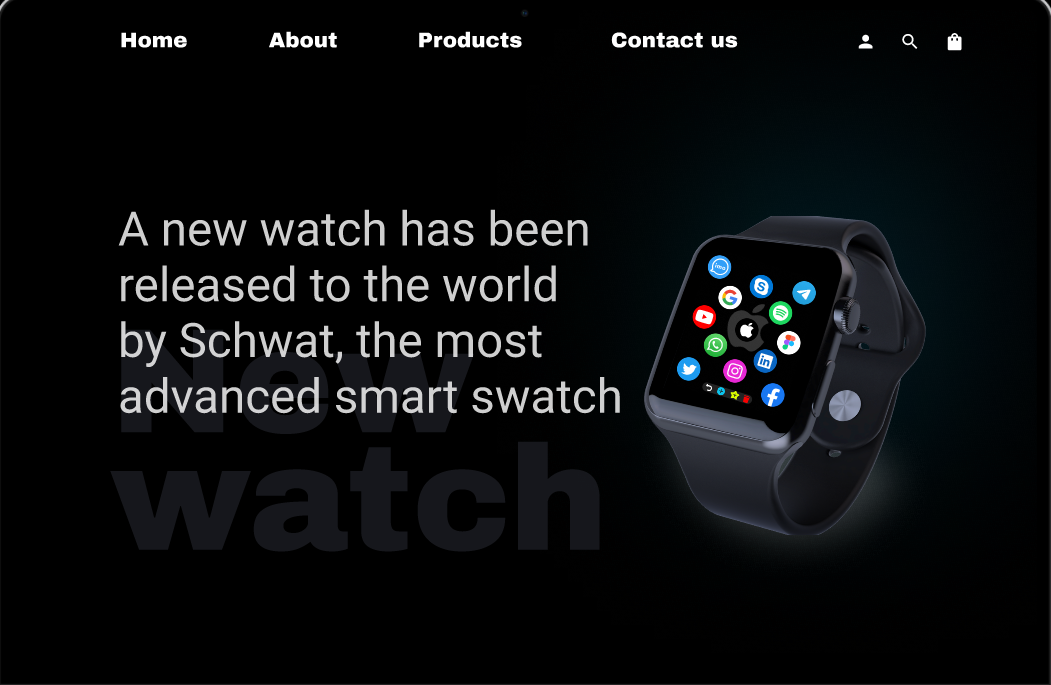 Home About Products Contact us
A new watch has been
released to the world
by Schwat, the most
advanced smart swatch
New
watch